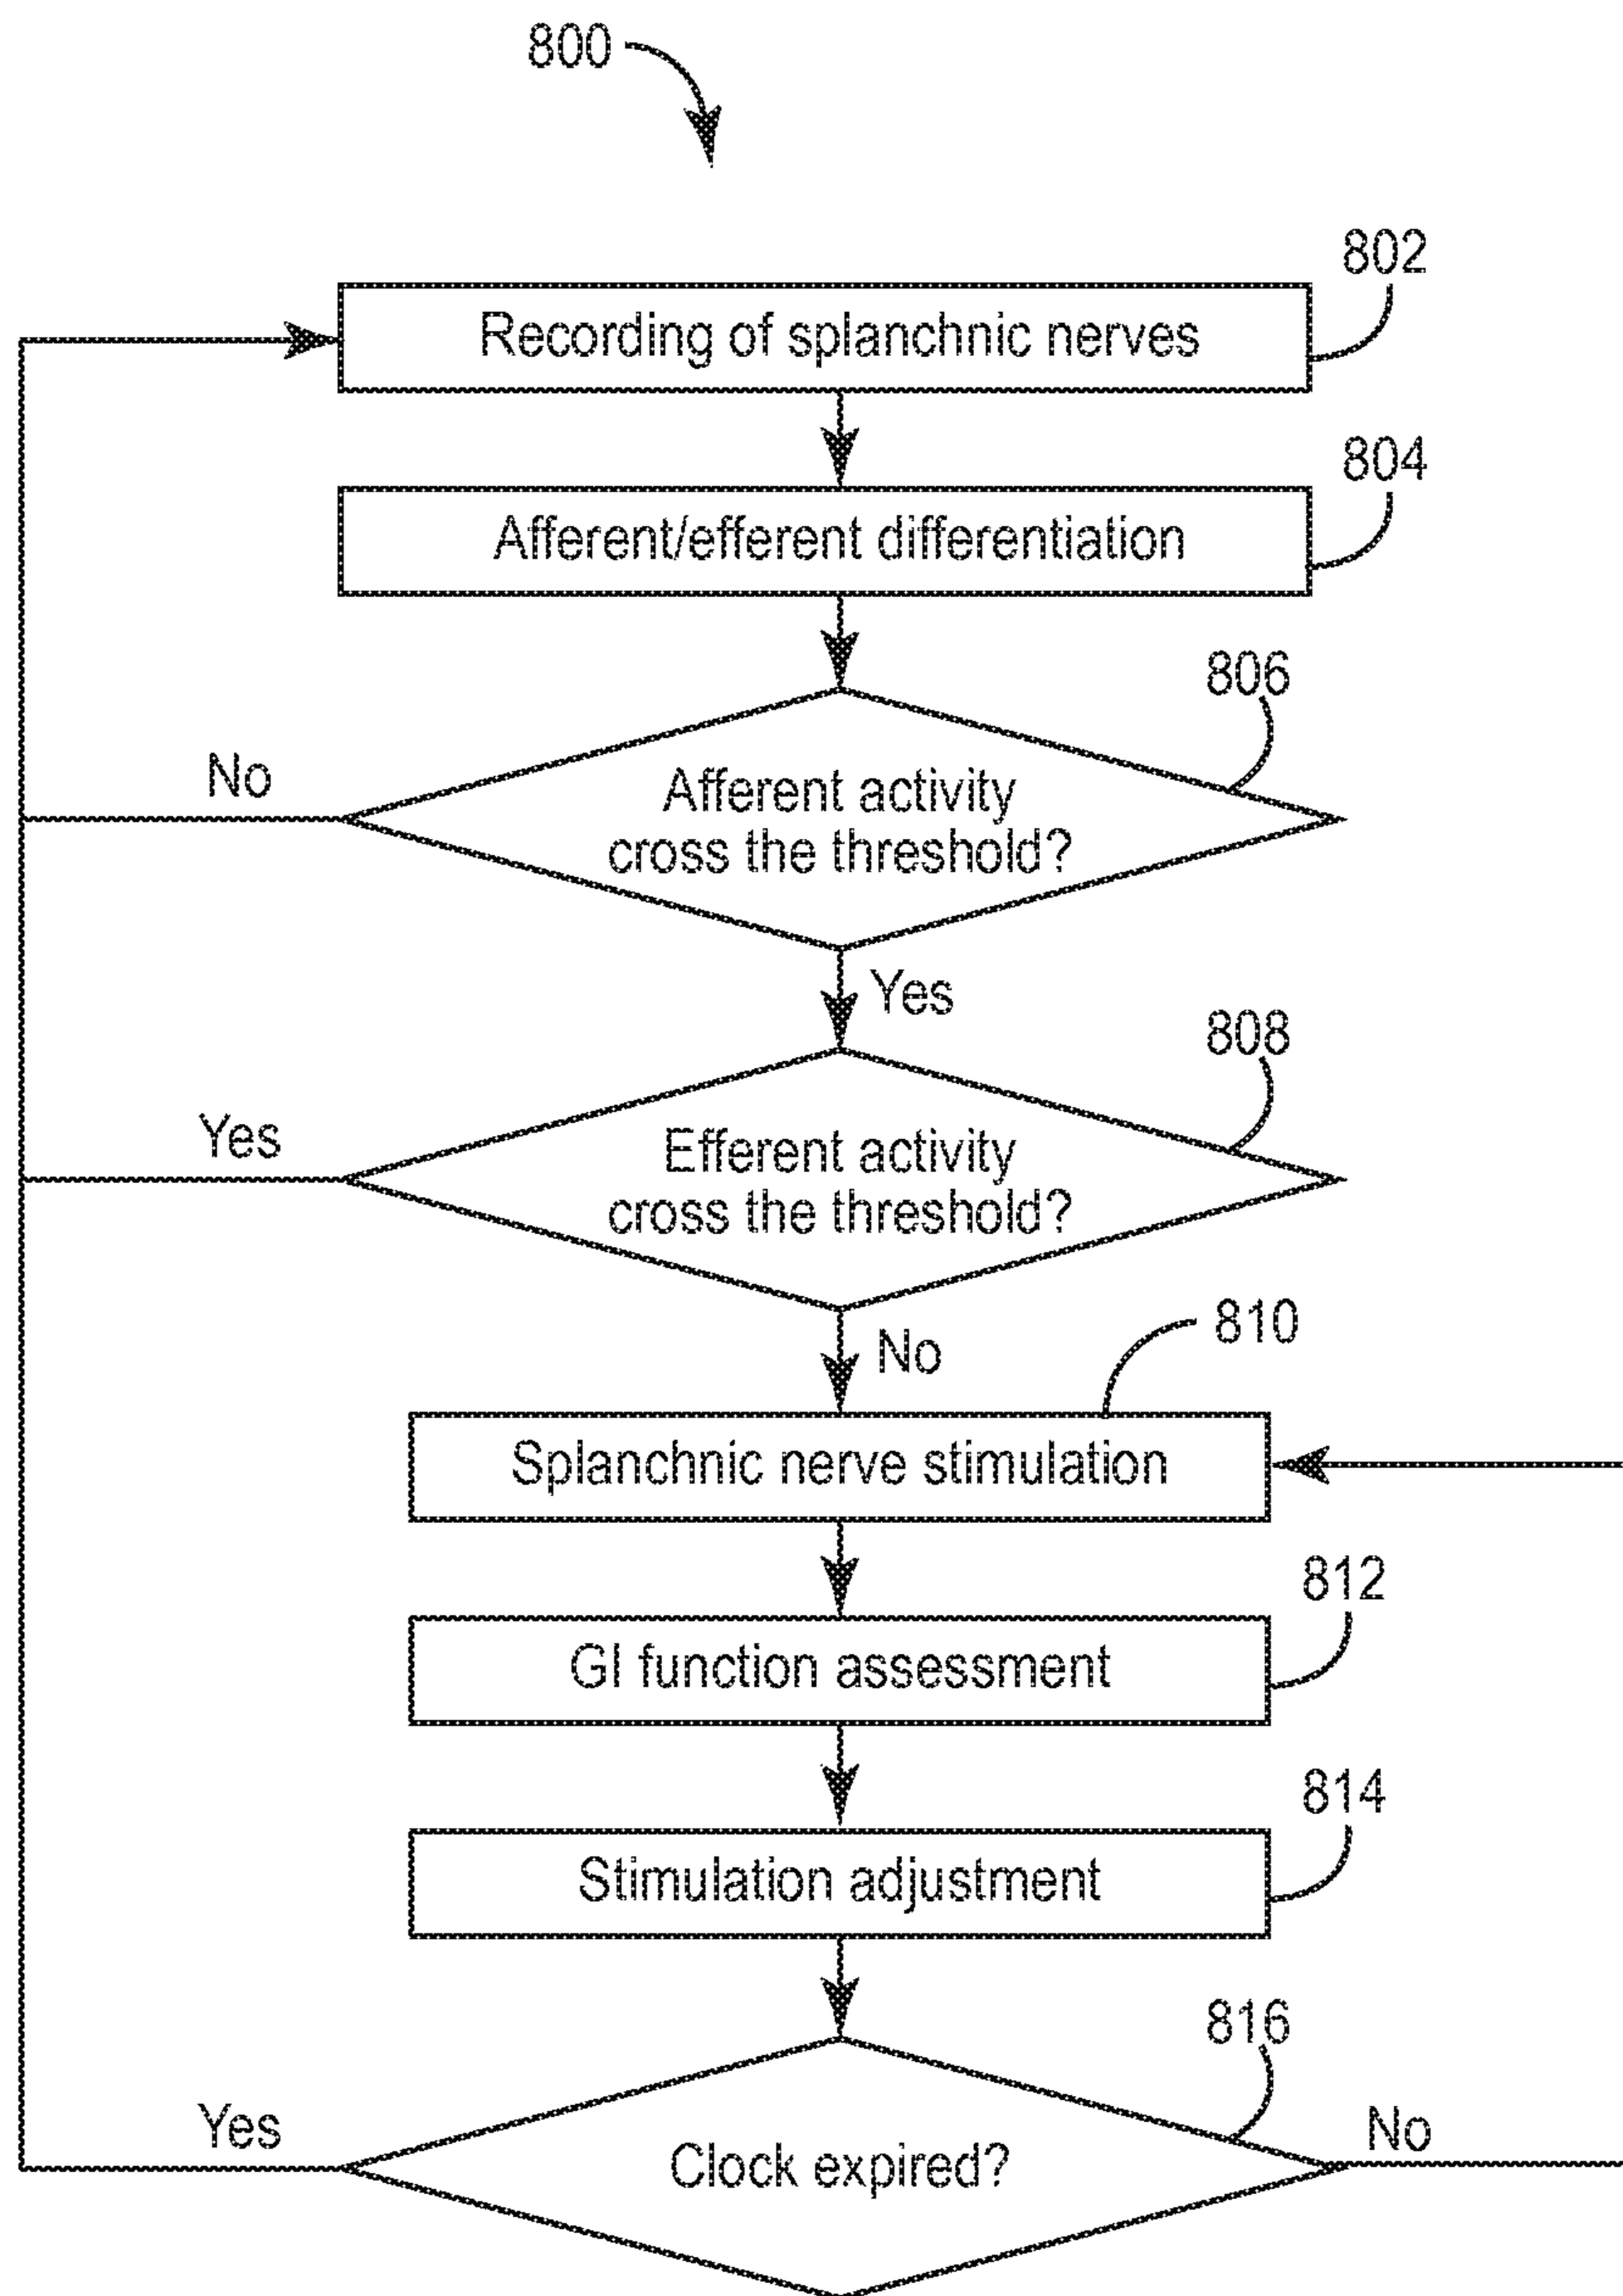 800
802
Recording of splanchnic nerves
804
Afferent/efferent differentiation
806
No
Afferent activity
cross the threshold?
Yes
808
Yes
Efferent activity
cross the threshold?
810
No
Splanchnic nerve stimulation
812
GI function assessment
814
Stimulation adjustment
816
Yes
No
Clock expired?